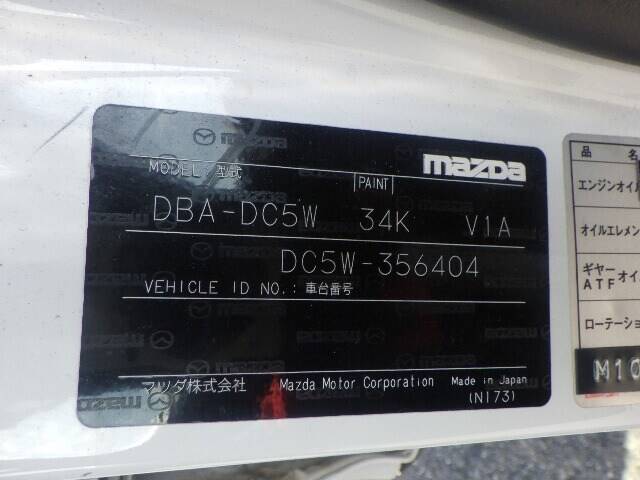 mazda
MODEL : 型式
PAINT
DBA-DC5W 34K V1A
DC5W-356404
VEHICLE ID NO.: 車台番号
マツダ株式会社 Mazda Motor Corporation Made in Japan
(N173)
品 名
エンジンオイル
オイルエレメン
ギヤー
ATF オイ
ローテーショ
M10